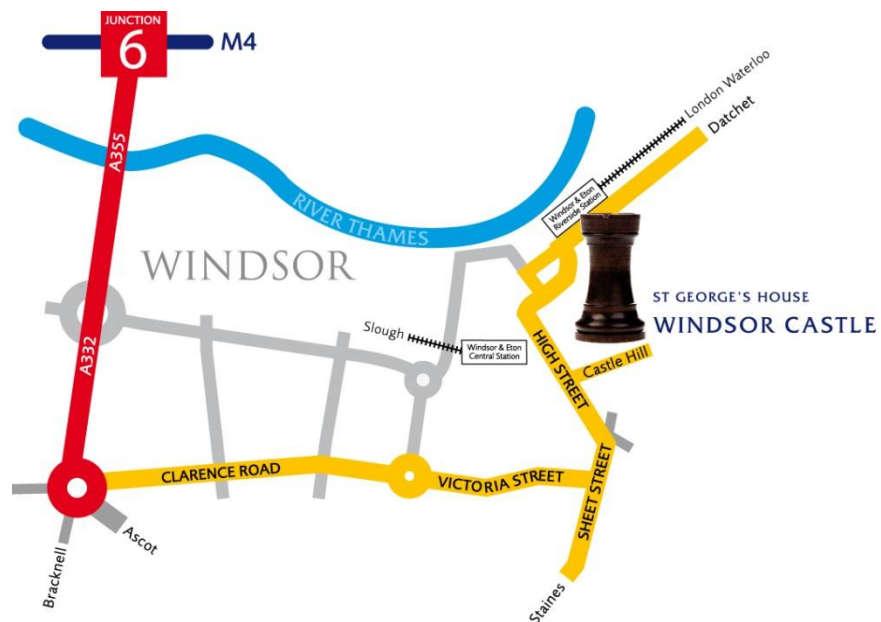 JUNCTION
6
M4
A355
London Waterloo
Datchet
Windsor & Eton
Riverside Station
RIVER THAMES
WINDSOR
ST GEORGE'S HOUSE
WINDSOR CASTLE
Slough
Windsor & Eton
Central Station
A332
HIGH STREET
Castle Hill
CLARENCE ROAD
VICTORIA STREET
SHEET STREET
Ascot
Bracknell
Staines